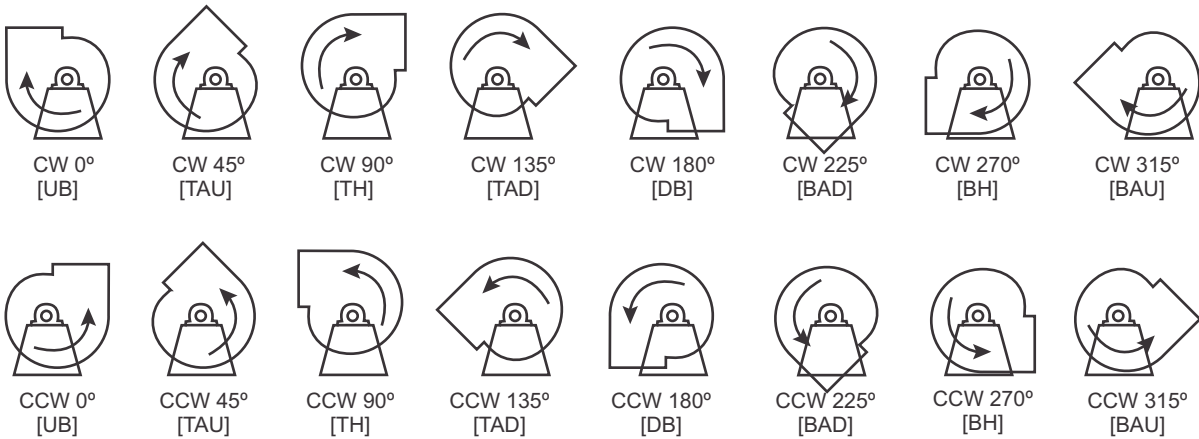 CW 0º
[UB]
CW 45º
[TAU]
CW 90º
[TH]
CW 135º
[TAD]
CW 180º
[DB]
CW 225º
[BAD]
CW 270º
[BH]
CW 315º
[BAU]
CCW 0º
[UB]
CCW 45º
[TAU]
CCW 90º
[TH]
CCW 135º
[TAD]
CCW 180º
[DB]
CCW 225º
[BAD]
CCW 270º
[BH]
CCW 315º
[BAU]